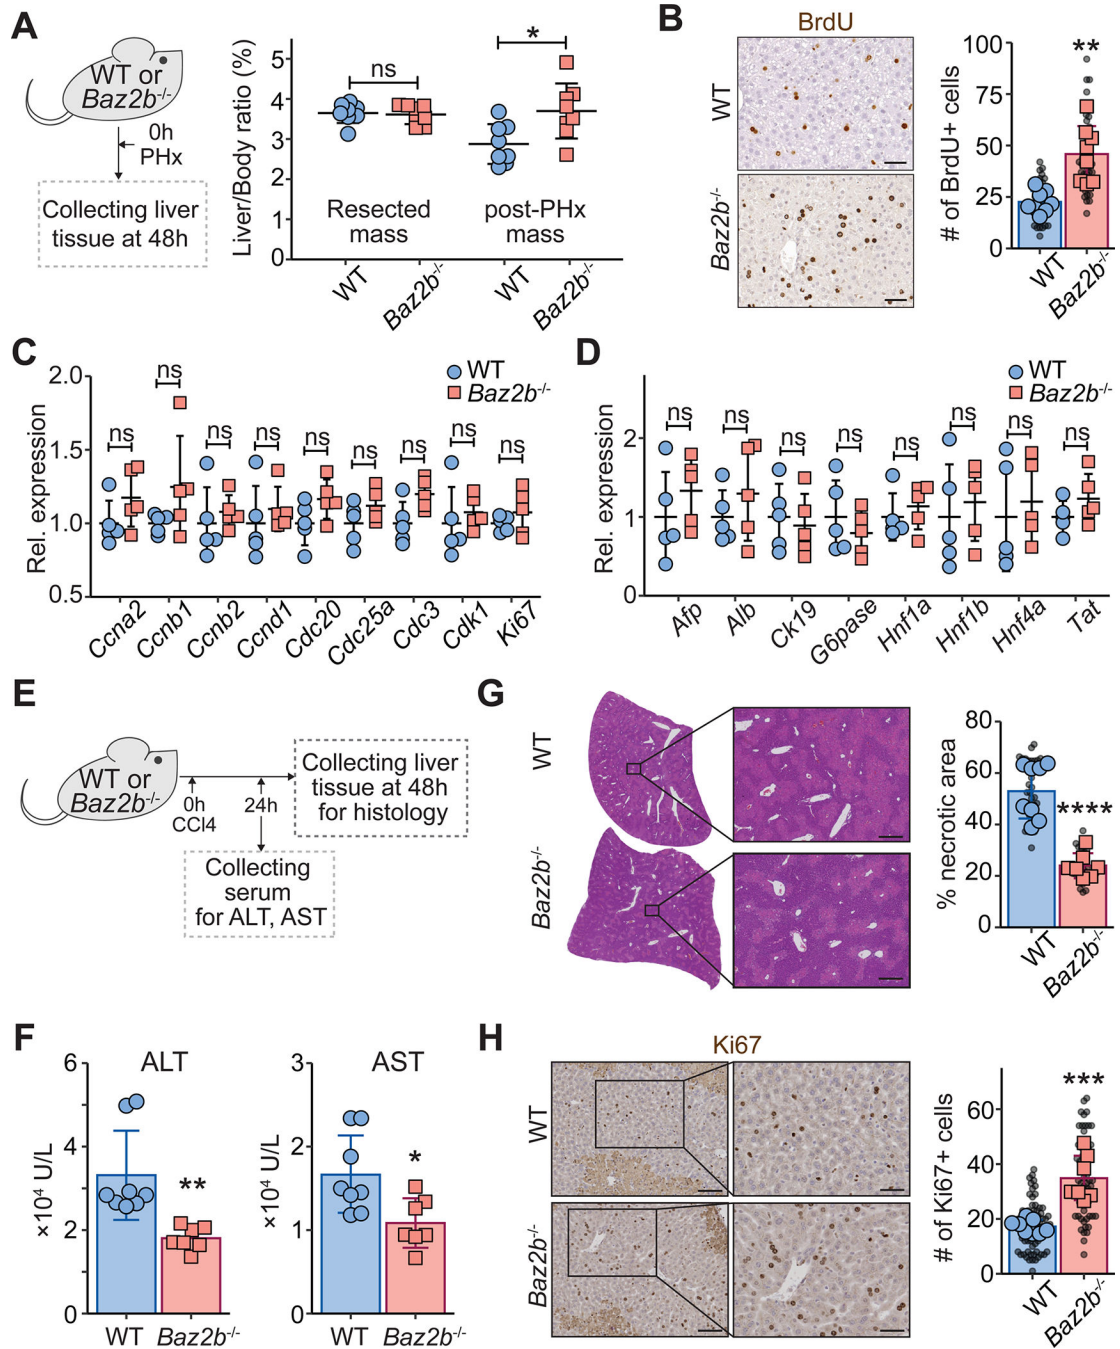 A
WT or
Baz2b-/-
0h
PHx
Collecting liver
tissue at 48h
Liver/Body ratio (%)
5
4
3
2
1
0
ns
*
Resected
mass
post-PHx
mass
WT
Baz2b-/-
WT
Baz2b-/-
B
BrdU
WT
Baz2b-/-
# of BrdU+ cells
100
75
50
25
0
**
WT
Baz2b-/-
C
WT
Baz2b-/-
Rel. expression
2.0
1.5
1.0
0.5
ns
ns
ns
ns
ns
ns
ns
ns
ns
Ccna2
Ccnb1
Ccnb2
Ccnd1
Cdc20
Cdc25a
Cdc3
Cdk1
Ki67
D
WT
Baz2b-/-
Rel. expression
2
1
0
ns
ns
ns
ns
ns
ns
ns
ns
Afp
Alb
Ck19
G6pase
Hnf1a
Hnf1b
Hnf4a
Tat
E
WT or
Baz2b-/-
0h
CCl4
24h
Collecting liver
tissue at 48h
for histology
Collecting
serum
for ALT, AST
G
WT
Baz2b-/-
% necrotic area
80
60
40
20
0
****
WT
Baz2b-/-
F
ALT
×10⁴ U/L
6
4
2
0
**
WT
Baz2b-/-
AST
×10⁴ U/L
3
2
1
0
*
WT
Baz2b-/-
H
Ki67
WT
Baz2b-/-
# of Ki67+ cells
60
40
20
0
***
WT
Baz2b-/-